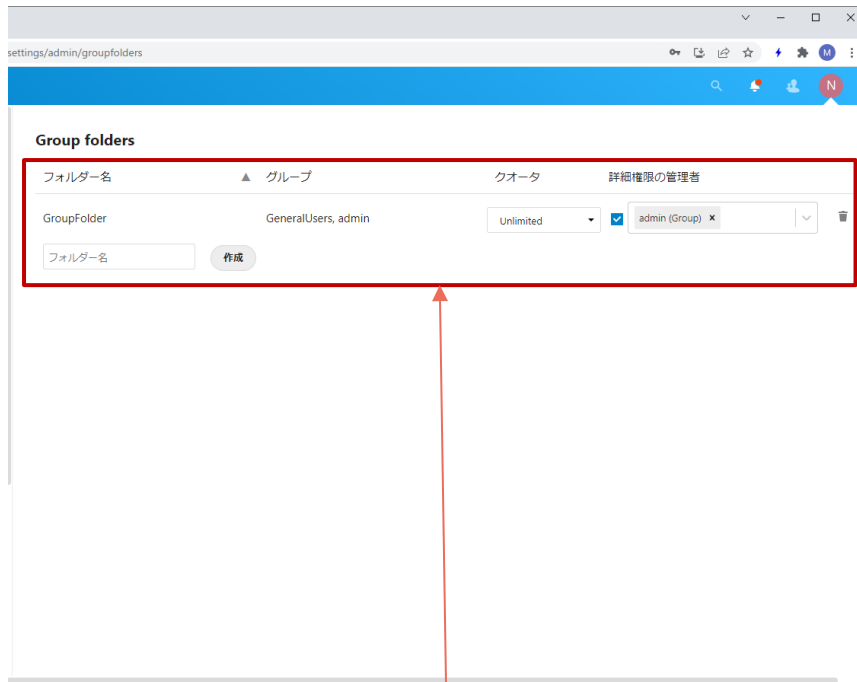 settings/admin/groupfolders
M
N
Group folders
フォルダー名 ▲ グループ クオータ 詳細権限の管理者
GroupFolder GeneralUsers, admin Unlimited admin (Group) ×
フォルダー名 作成